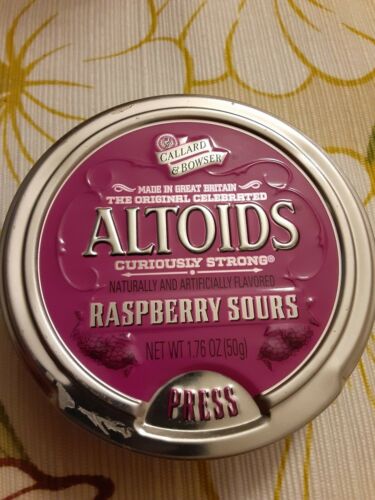 CALLARD
& BOWSER
MADE IN GREAT BRITAIN
THE ORIGINAL CELEBRATED
ALTOIDS
CURIOUSLY STRONG®
NATURALLY AND ARTIFICIALLY FLAVORED
RASPBERRY SOURS
NET WT 1.76 OZ (50g)
PRESS